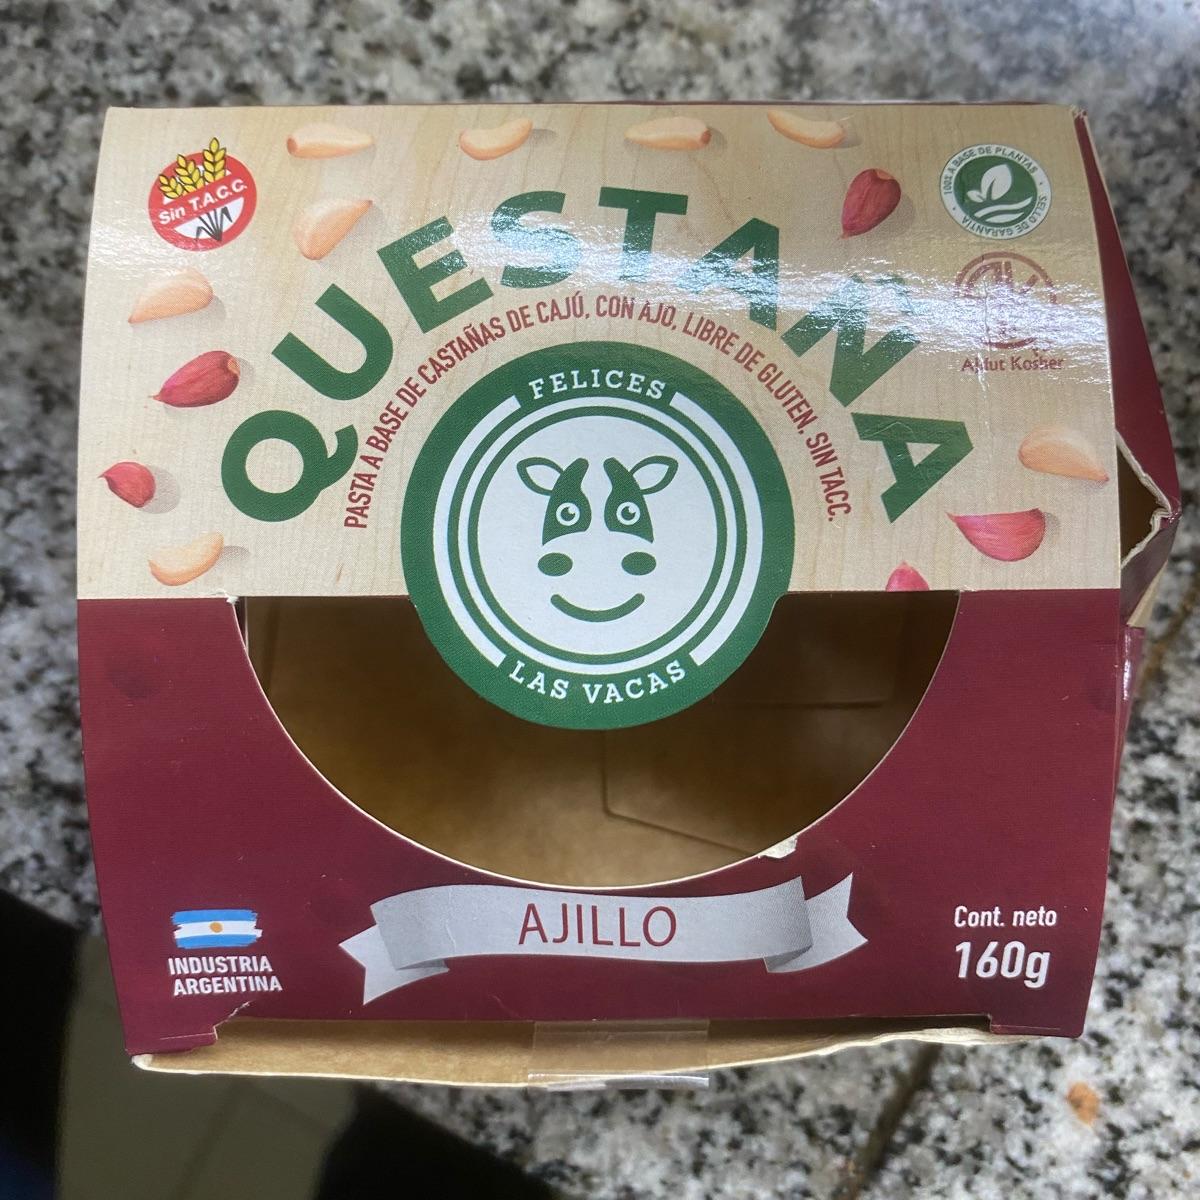 Sin T.A.C.C.
100% A BASE DE PLANTAS
SELLO DE GARANTÍA
QUESTAÑA
PASTA A BASE DE CASTAÑAS DE CAJÚ, CON AJO, LIBRE DE GLUTEN, SIN TACC.
Kosher
FELICES
LAS VACAS
AJILLO
INDUSTRIA
ARGENTINA
Cont. neto
160g